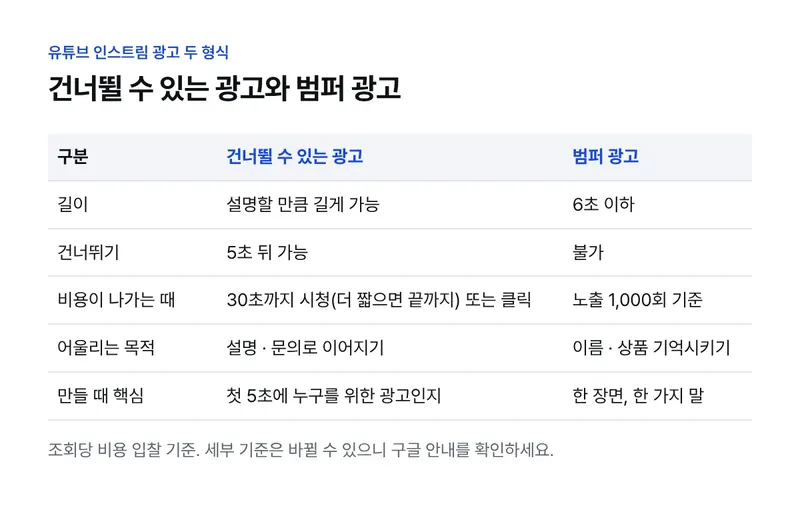 유튜브 인스트림 광고 두 형식
건너뛸 수 있는 광고와 범퍼 광고
구분 건너뛸 수 있는 광고 범퍼 광고
길이 설명할 만큼 길게 가능 6초 이하
건너뛰기 5초 뒤 가능 불가
비용이 나가는 때 30초까지 시청(더 짧으면 끝까지) 또는 클릭 노출 1,000회 기준
어울리는 목적 설명 · 문의로 이어지기 이름 · 상품 기억시키기
만들 때 핵심 첫 5초에 누구를 위한 광고인지 한 장면, 한 가지 말
조회당 비용 입찰 기준. 세부 기준은 바뀔 수 있으니 구글 안내를 확인하세요.